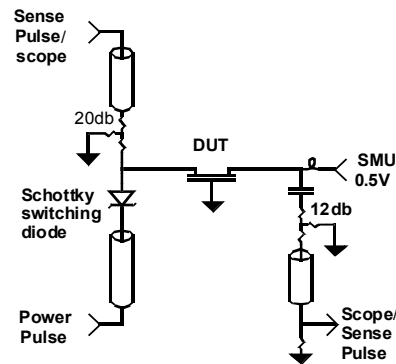 Sense
Pulse/
scope
20db
DUT
SMU
0.5V
Schottky
switching
diode
12db
Power
Pulse
Scope/
Sense
Pulse